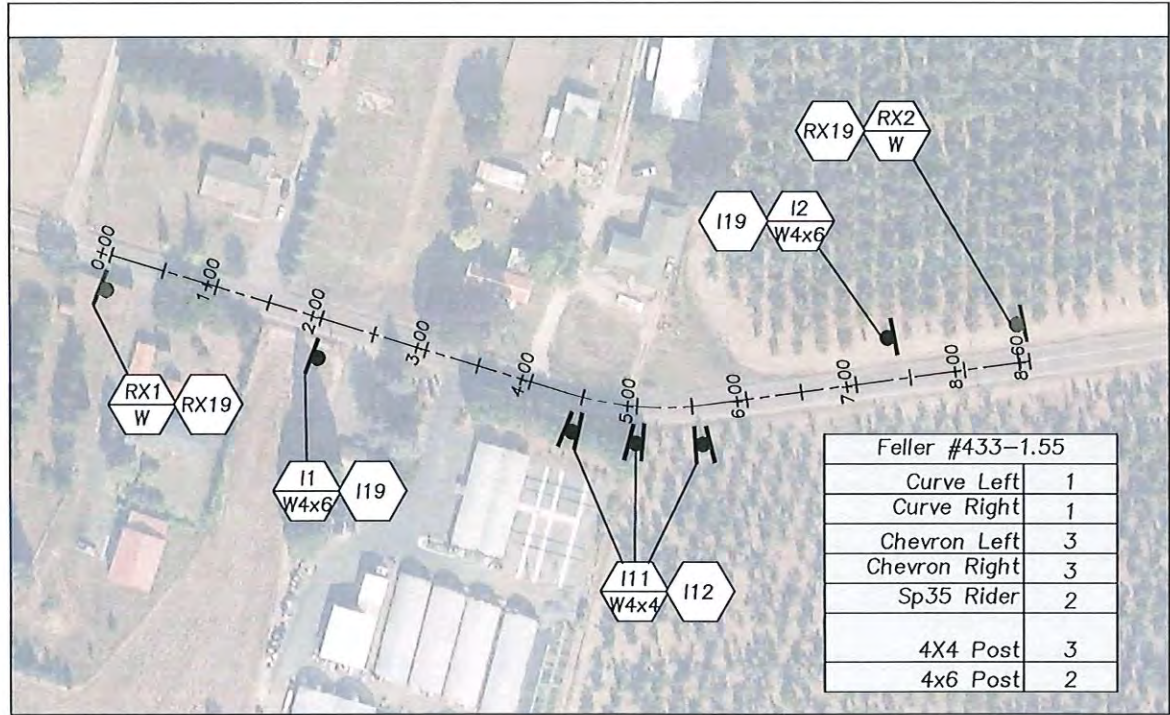 RX19
RX2
W
I19
I2
W4x6
0+00
1+00
2+00
3+00
4+00
5+00
6+00
7+00
8+00
8+60
RX1
W
RX19
I1
W4x6
I19
I11
W4x4
I12
Feller #433-1.55
Curve Left 1
Curve Right 1
Chevron Left 3
Chevron Right 3
Sp35 Rider 2
4X4 Post 3
4x6 Post 2